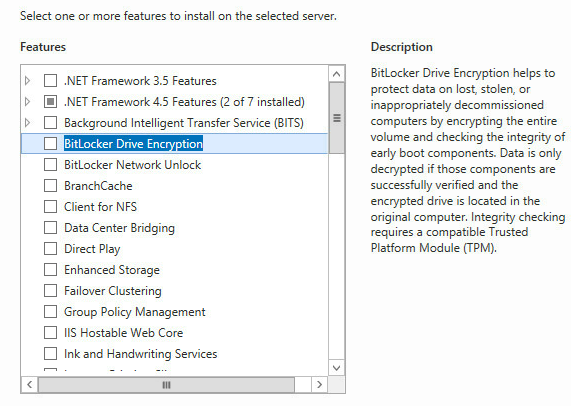 Select one or more features to install on the selected server.
Features
.NET Framework 3.5 Features
.NET Framework 4.5 Features (2 of 7 installed)
Background Intelligent Transfer Service (BITS)
BitLocker Drive Encryption
BitLocker Network Unlock
BranchCache
Client for NFS
Data Center Bridging
Direct Play
Enhanced Storage
Failover Clustering
Group Policy Management
IIS Hostable Web Core
Ink and Handwriting Services
Description
BitLocker Drive Encryption helps to
protect data on lost, stolen, or
inappropriately decommissioned
computers by encrypting the entire
volume and checking the integrity of
early boot components. Data is only
decrypted if those components are
successfully verified and the
encrypted drive is located in the
original computer. Integrity checking
requires a compatible Trusted
Platform Module (TPM).